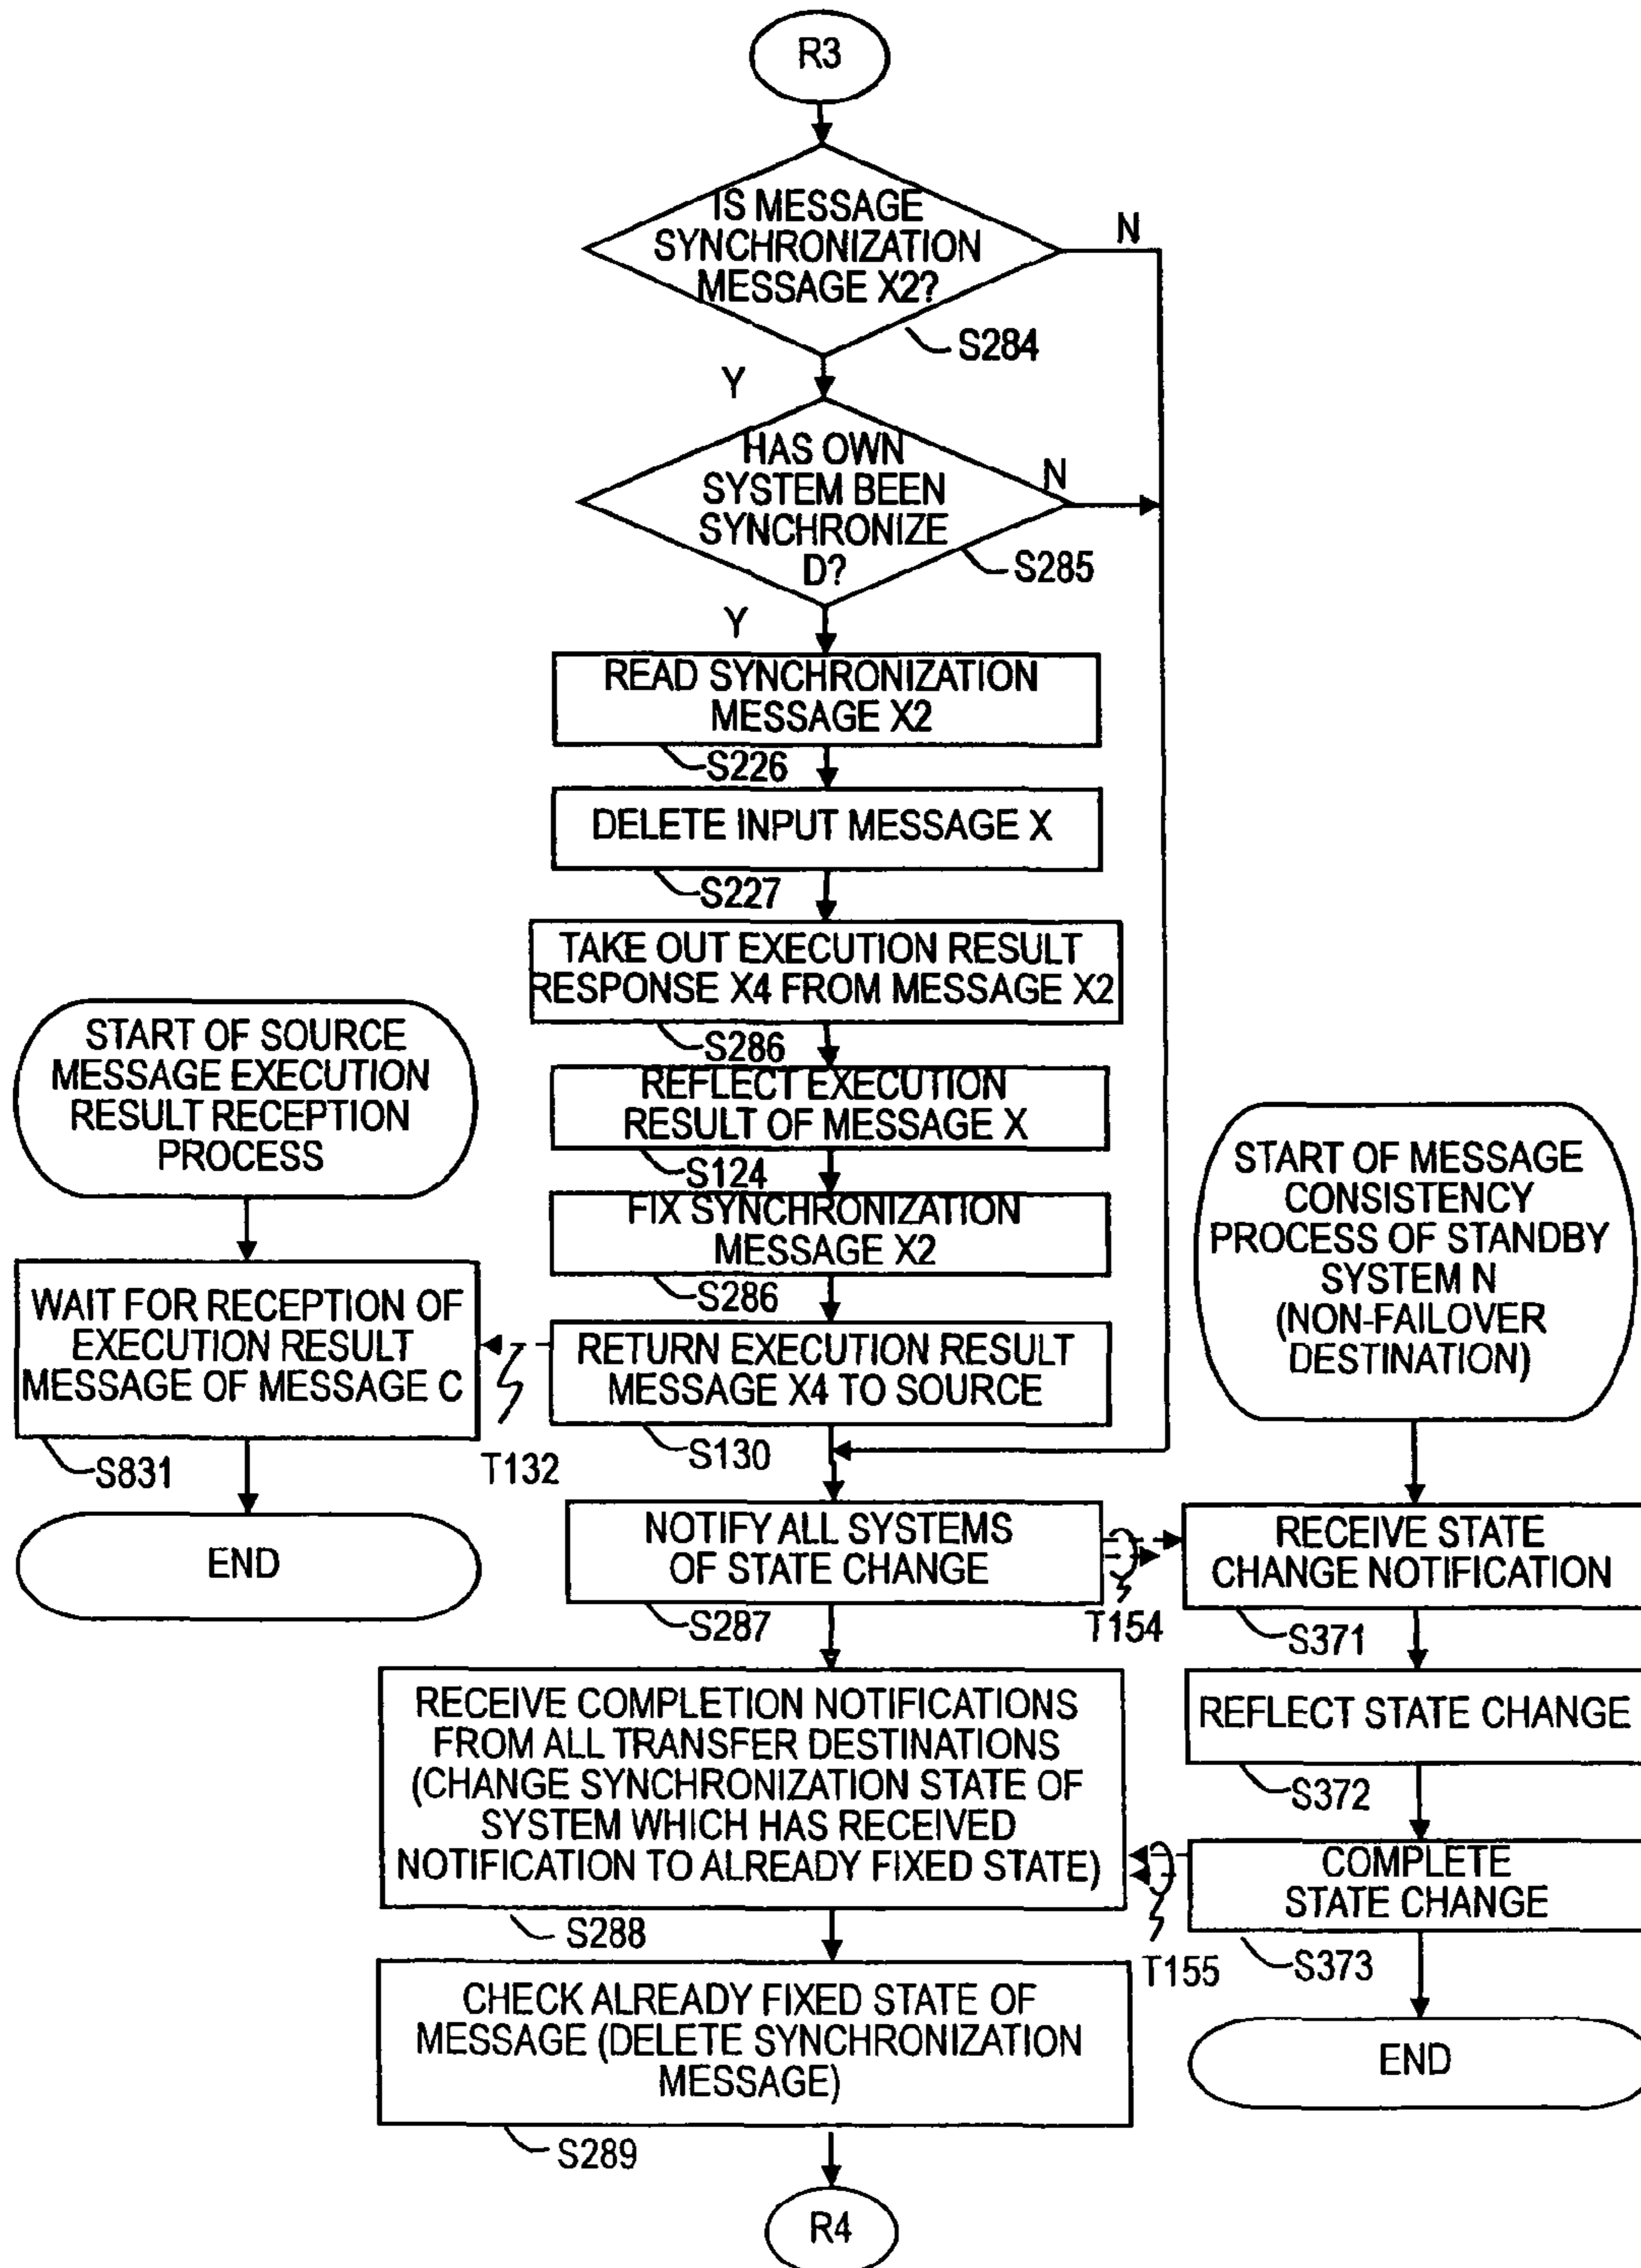 R3
IS MESSAGE
SYNCHRONIZATION
MESSAGE X2?
N
S284
Y
HAS OWN
SYSTEM BEEN
SYNCHRONIZE
D?
N
S285
Y
READ SYNCHRONIZATION
MESSAGE X2
S226
DELETE INPUT MESSAGE X
S227
TAKE OUT EXECUTION RESULT
RESPONSE X4 FROM MESSAGE X2
S286
REFLECT EXECUTION
RESULT OF MESSAGE X
S124
FIX SYNCHRONIZATION
MESSAGE X2
S286
RETURN EXECUTION RESULT
MESSAGE X4 TO SOURCE
S130
START OF SOURCE
MESSAGE EXECUTION
RESULT RECEPTION
PROCESS
WAIT FOR RECEPTION OF
EXECUTION RESULT
MESSAGE OF MESSAGE C
S831
T132
END
START OF MESSAGE
CONSISTENCY
PROCESS OF STANDBY
SYSTEM N
(NON-FAILOVER
DESTINATION)
NOTIFY ALL SYSTEMS
OF STATE CHANGE
S287
T154
RECEIVE STATE
CHANGE NOTIFICATION
S371
RECEIVE COMPLETION NOTIFICATIONS
FROM ALL TRANSFER DESTINATIONS
(CHANGE SYNCHRONIZATION STATE OF
SYSTEM WHICH HAS RECEIVED
NOTIFICATION TO ALREADY FIXED STATE)
S288
REFLECT STATE CHANGE
S372
COMPLETE
STATE CHANGE
S373
T155
END
CHECK ALREADY FIXED STATE OF
MESSAGE (DELETE SYNCHRONIZATION
MESSAGE)
S289
R4